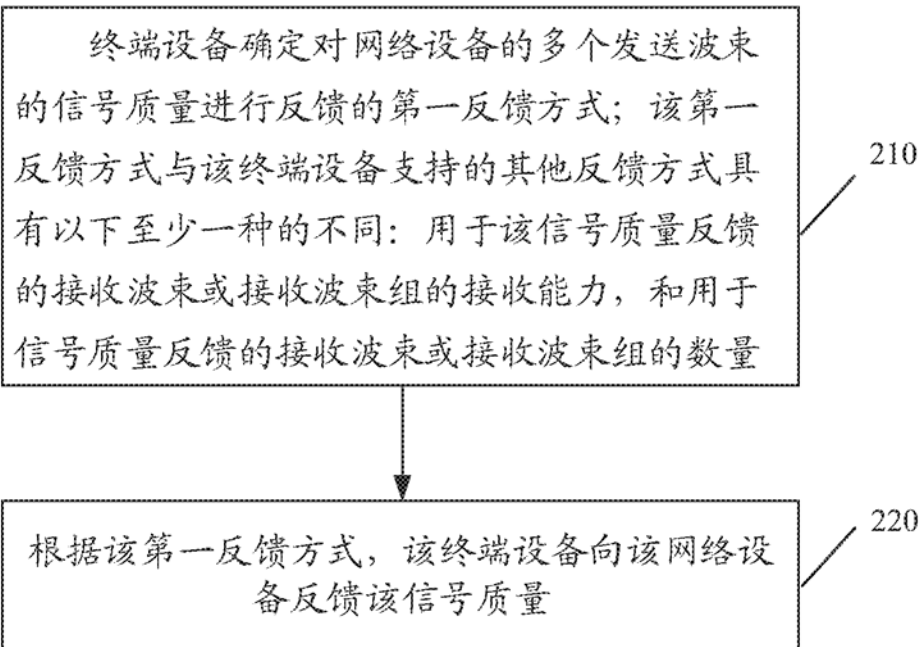 终端设备确定对网络设备的多个发送波束
的信号质量进行反馈的第一反馈方式；该第一
反馈方式与该终端设备支持的其他反馈方式具
有以下至少一种的不同：用于该信号质量反馈
的接收波束或接收波束组的接收能力，和用于
信号质量反馈的接收波束或接收波束组的数量
210
根据该第一反馈方式，该终端设备向该网络设
备反馈该信号质量
220